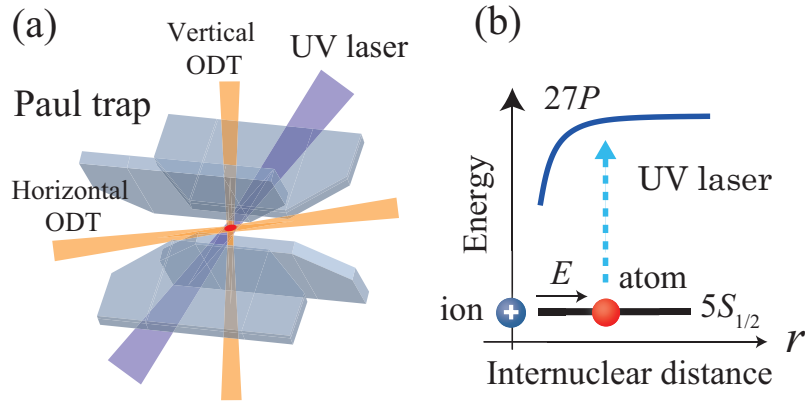 (a)
Vertical
ODT
UV laser
Paul trap
Horizontal
ODT
(b)
27P
Energy
UV laser
E
atom
ion
+
5S1/2
r
Internuclear distance